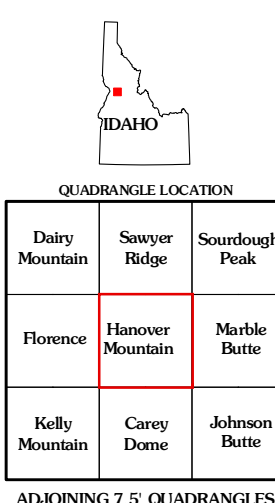 IDAHO
QUADRANGLE LOCATION
Dairy Mountain
Sawyer Ridge
Sourdough Peak
Florence
Hanover Mountain
Marble Butte
Kelly Mountain
Carey Dome
Johnson Butte
ADJOINING 7.5' QUADRANGLES